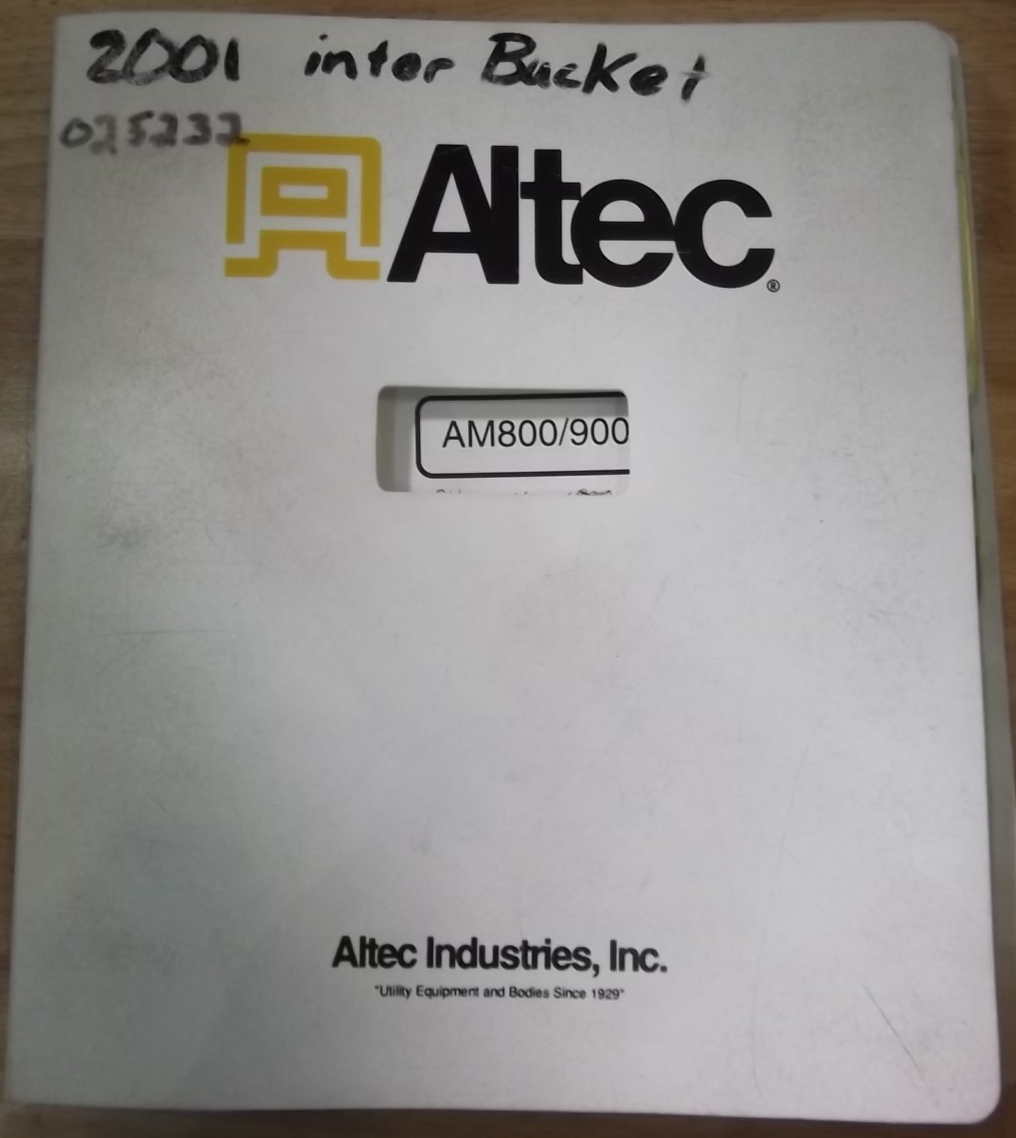 2001 inter Bucket
025232
Altec®
AM800/900
Altec Industries, Inc.
"Utility Equipment and Bodies Since 1929"